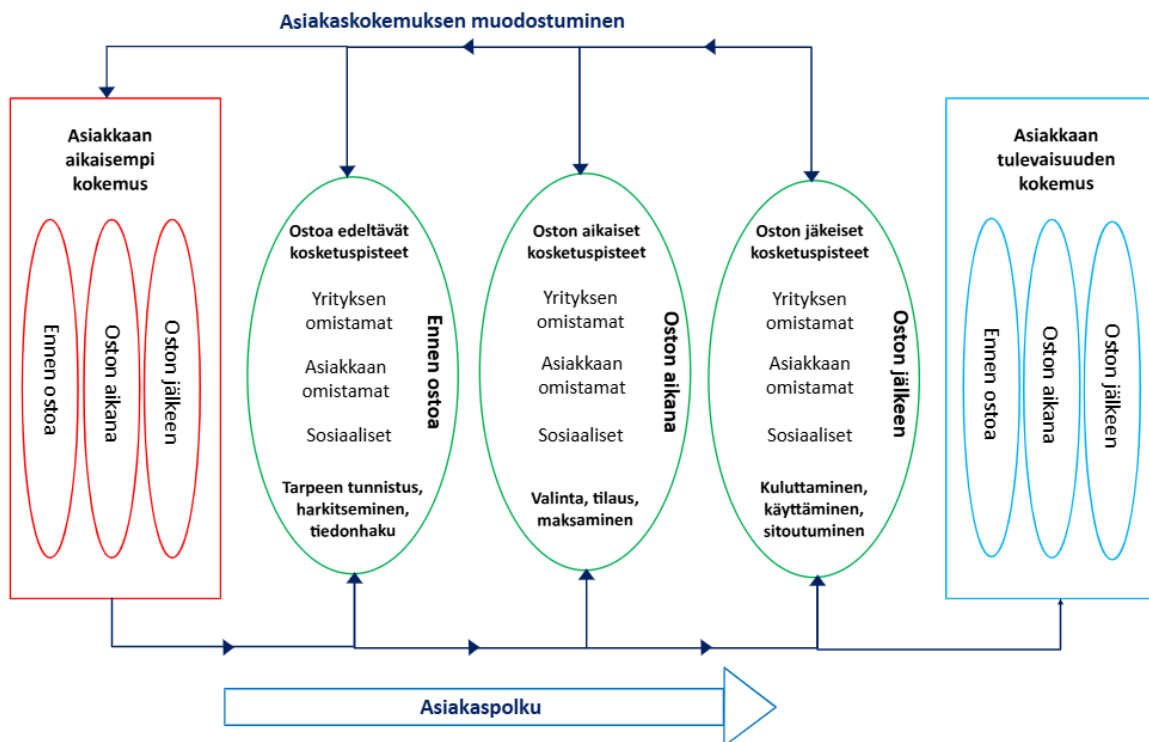 Asiakaskokemuksen muodostuminen
Asiakkaan
aikaisempi
kokemus
Ennen ostoa
Oston aikana
Oston jälkeen
Ostoa edeltävät
kosketuspisteet
Yrityksen
omistamat
Asiakkaan
omistamat
Sosiaaliset
Tarpeen tunnistus,
harkitseminen,
tiedonhaku
Ennen ostoa
Oston aikaiset
kosketuspisteet
Yrityksen
omistamat
Asiakkaan
omistamat
Sosiaaliset
Valinta, tilaus,
maksaminen
Oston aikana
Oston jäkeiset
kosketuspisteet
Yrityksen
omistamat
Asiakkaan
omistamat
Sosiaaliset
Kuluttaminen,
käyttäminen,
sitoutuminen
Oston jälkeen
Asiakkaan
tulevaisuuden
kokemus
Ennen ostoa
Oston aikana
Oston jälkeen
Asiakaspolku